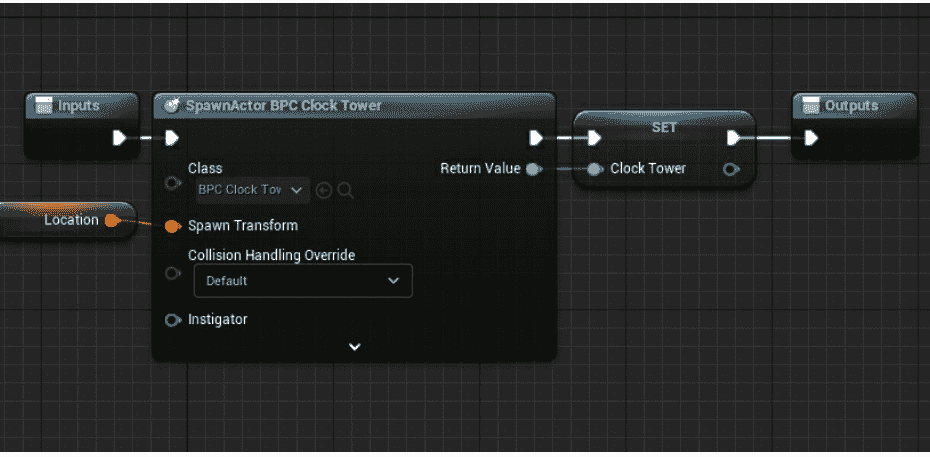 Inputs
SpawnActor BPC Clock Tower
SET
Outputs
Class
Return Value
Clock Tower
BPC Clock Tov
Location
Spawn Transform
Collision Handling Override
Default
Instigator